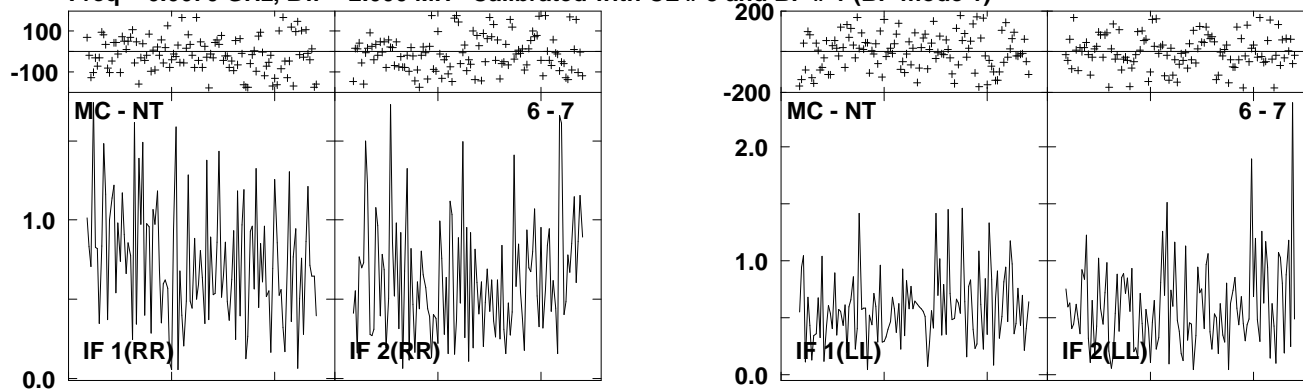 100
-100
MC - NT
6 - 7
1.0
IF 1(RR)
IF 2(RR)
0.0
200
-200
MC - NT
6 - 7
2.0
1.0
IF 1(LL)
IF 2(LL)
0.0